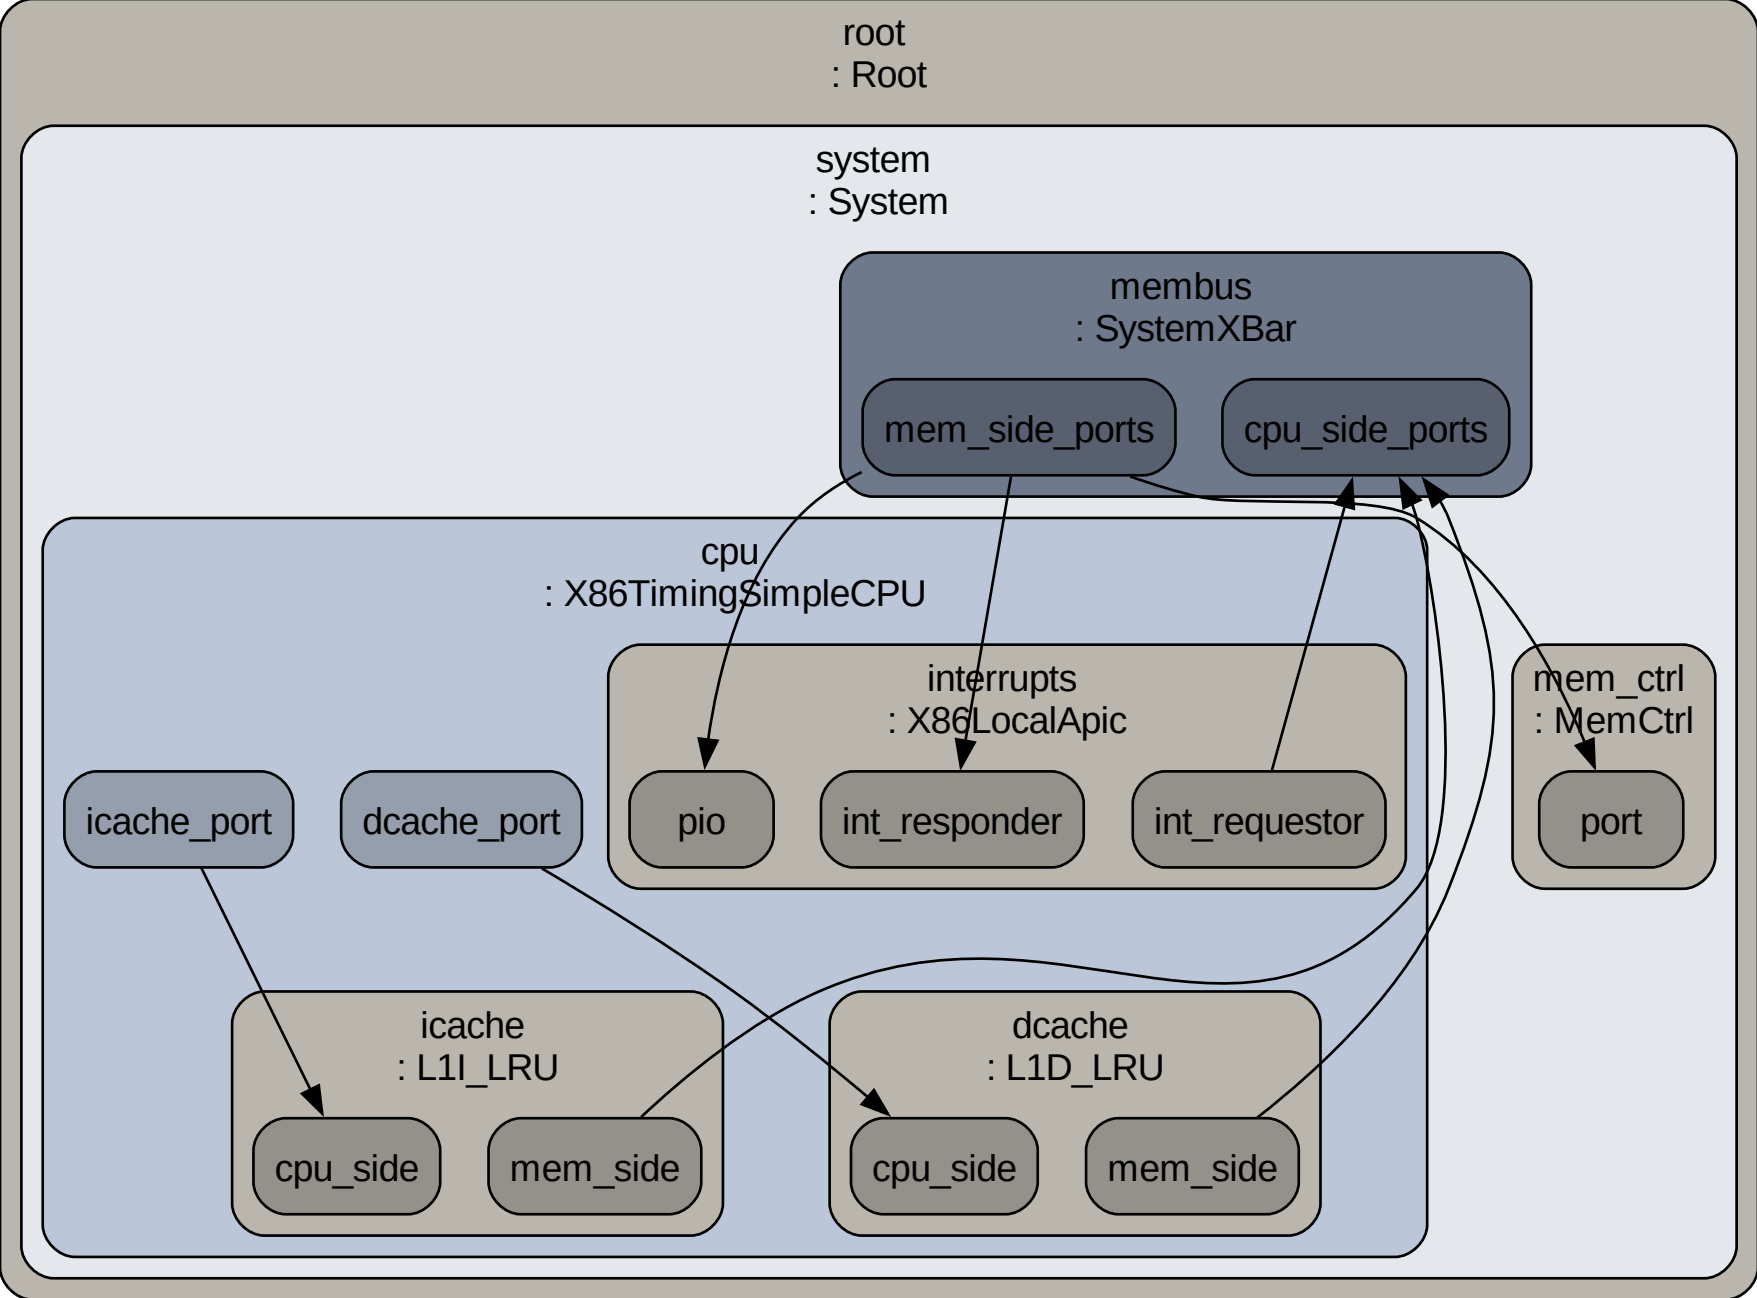 root
: Root
system
: System
membus
: SystemXBar
mem_side_ports
cpu_side_ports
cpu
: X86TimingSimpleCPU
interrupts
: X86LocalApic
mem_ctrl
: MemCtrl
icache_port
dcache_port
pio
int_responder
int_requestor
port
icache
: L1I_LRU
dcache
: L1D_LRU
cpu_side
mem_side
cpu_side
mem_side